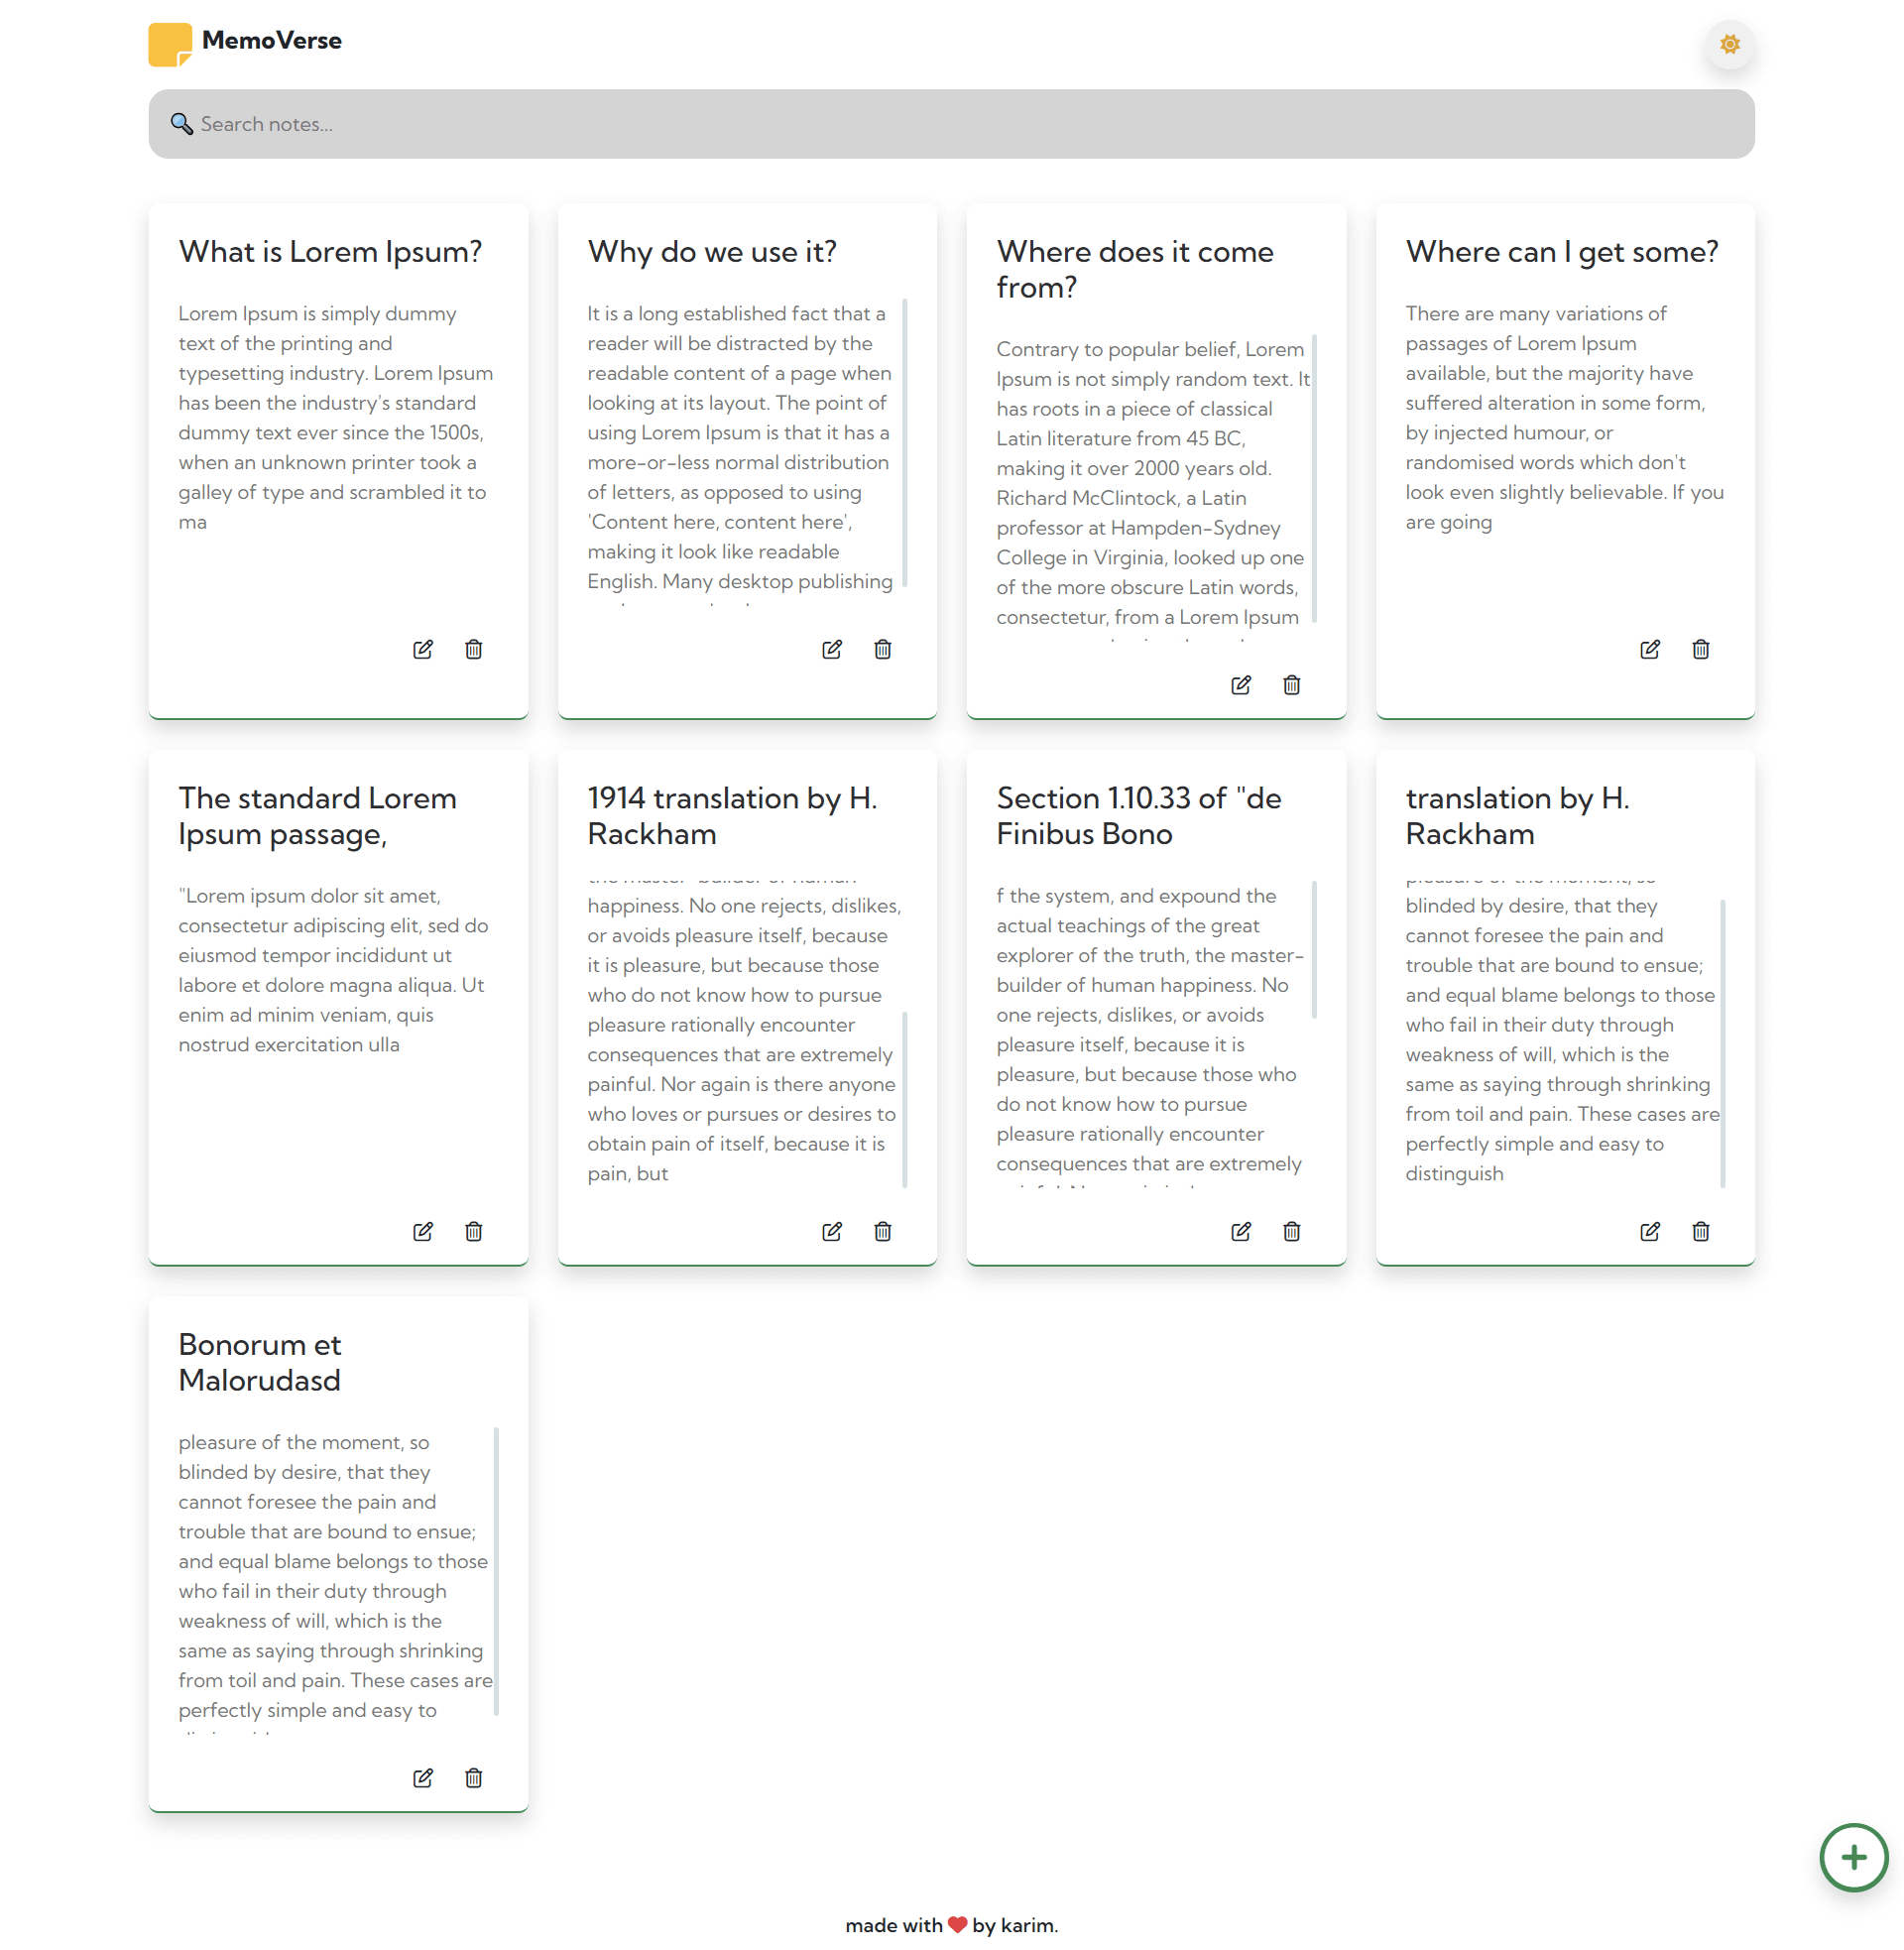 MemoVerse
Search notes...
What is Lorem Ipsum?
Lorem Ipsum is simply dummy
text of the printing and
typesetting industry. Lorem Ipsum
has been the industry's standard
dummy text ever since the 1500s,
when an unknown printer took a
galley of type and scrambled it to
ma
Why do we use it?
It is a long established fact that a
reader will be distracted by the
readable content of a page when
looking at its layout. The point of
using Lorem Ipsum is that it has a
more-or-less normal distribution
of letters, as opposed to using
'Content here, content here',
making it look like readable
English. Many desktop publishing
Where does it come
from?
Contrary to popular belief, Lorem
Ipsum is not simply random text. It
has roots in a piece of classical
Latin literature from 45 BC,
making it over 2000 years old.
Richard McClintock, a Latin
professor at Hampden-Sydney
College in Virginia, looked up one
of the more obscure Latin words,
consectetur, from a Lorem Ipsum
Where can I get some?
There are many variations of
passages of Lorem Ipsum
available, but the majority have
suffered alteration in some form,
by injected humour, or
randomised words which don't
look even slightly believable. If you
are going
The standard Lorem
Ipsum passage,
"Lorem ipsum dolor sit amet,
consectetur adipiscing elit, sed do
eiusmod tempor incididunt ut
labore et dolore magna aliqua. Ut
enim ad minim veniam, quis
nostrud exercitation ulla
1914 translation by H.
Rackham
happiness. No one rejects, dislikes,
or avoids pleasure itself, because
it is pleasure, but because those
who do not know how to pursue
pleasure rationally encounter
consequences that are extremely
painful. Nor again is there anyone
who loves or pursues or desires to
obtain pain of itself, because it is
pain, but
Section 1.10.33 of "de
Finibus Bono
f the system, and expound the
actual teachings of the great
explorer of the truth, the master-
builder of human happiness. No
one rejects, dislikes, or avoids
pleasure itself, because it is
pleasure, but because those who
do not know how to pursue
pleasure rationally encounter
consequences that are extremely
translation by H.
Rackham
blinded by desire, that they
cannot foresee the pain and
trouble that are bound to ensue;
and equal blame belongs to those
who fail in their duty through
weakness of will, which is the
same as saying through shrinking
from toil and pain. These cases are
perfectly simple and easy to
distinguish
Bonorum et
Malorudasd
pleasure of the moment, so
blinded by desire, that they
cannot foresee the pain and
trouble that are bound to ensue;
and equal blame belongs to those
who fail in their duty through
weakness of will, which is the
same as saying through shrinking
from toil and pain. These cases are
perfectly simple and easy to
made with ❤ by karim.